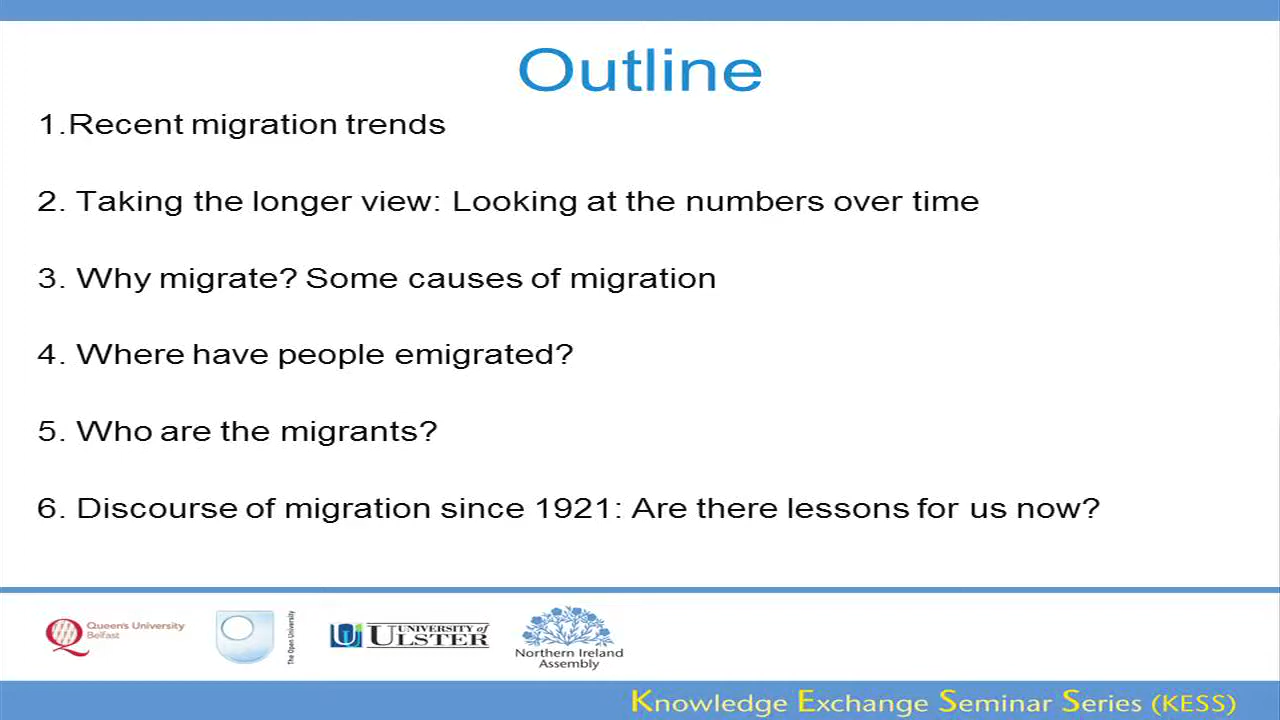 Outline
1.Recent migration trends
2. Taking the longer view: Looking at the numbers over time
3. Why migrate? Some causes of migration
4. Where have people emigrated?
5. Who are the migrants?
6. Discourse of migration since 1921: Are there lessons for us now?
Queen's University
Belfast
The Open University
UNIVERSITY of
ULSTER
Northern Ireland
Assembly
Knowledge Exchange Seminar Series (KESS)